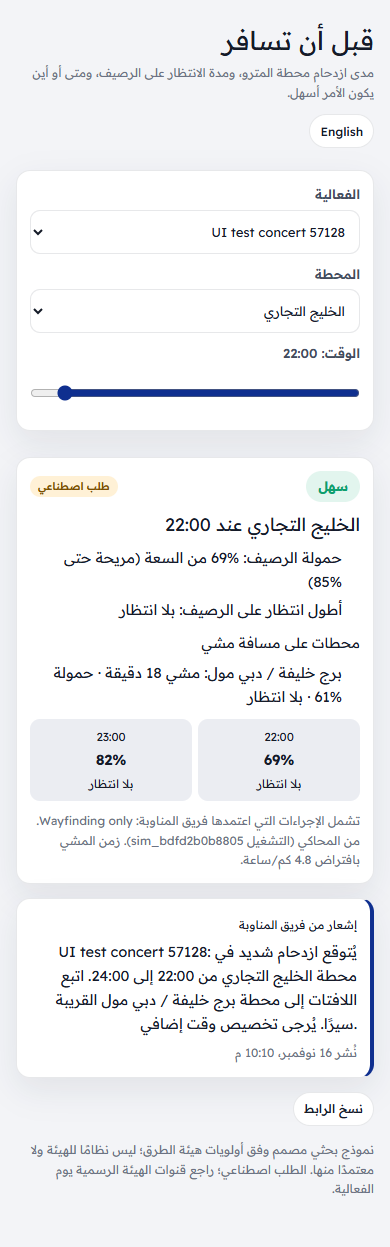 قبل أن تسافر
مدى ازدحام محطة المترو، ومدة الانتظار على الرصيف، ومتى أو أين
يكون الأمر أسهل.
English
الفعالية
UI test concert 57128
المحطة
الخليج التجاري
الوقت: 22:00
سهل
طلب اصطناعي
الخليج التجاري عند 22:00
حمولة الرصيف: 69% من السعة (مريحة حتى
85%)
أطول انتظار على الرصيف: بلا انتظار
محطات على مسافة مشي
برج خليفة / دبي مول: مشي 18 دقيقة · حمولة
61% · بلا انتظار
22:00
69%
بلا انتظار
23:00
82%
بلا انتظار
تشمل الإجراءات التي اعتمدها فريق المناوبة: Wayfinding only.
من المحاكي (التشغيل sim_bdfd2b0b8805). زمن المشي
بافتراض 4.8 كم/ساعة.
إشعار من فريق المناوبة
UI test concert 57128: يُتوقع ازدحام شديد في
محطة الخليج التجاري من 22:00 إلى 24:00. اتبع
اللافتات إلى محطة برج خليفة / دبي مول القريبة
سيرًا. يُرجى تخصيص وقت إضافي.
نُشر 16 نوفمبر، 10:10 م
نسخ الرابط
نموذج بحثي مصمم وفق أولويات هيئة الطرق؛ ليس نظامًا للهيئة ولا
معتمدًا منها. الطلب اصطناعي؛ راجع قنوات الهيئة الرسمية يوم
الفعالية.